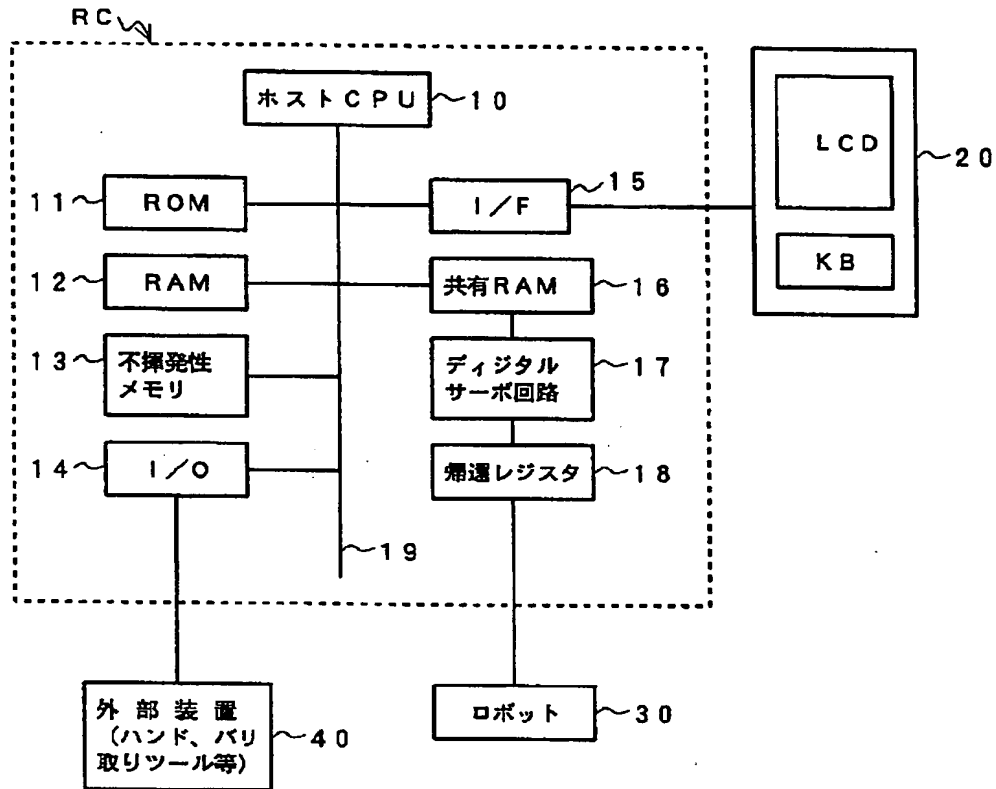 RC
ホストCPU 10
LCD
20
KB
11 ROM
I/F 15
12 RAM
共有RAM 16
13 不揮発性
メモリ
ディジタル
サーボ回路 17
14 I/O
帰還レジスタ 18
19
外部装置
(ハンド、バリ
取りツール等) 40
ロボット 30